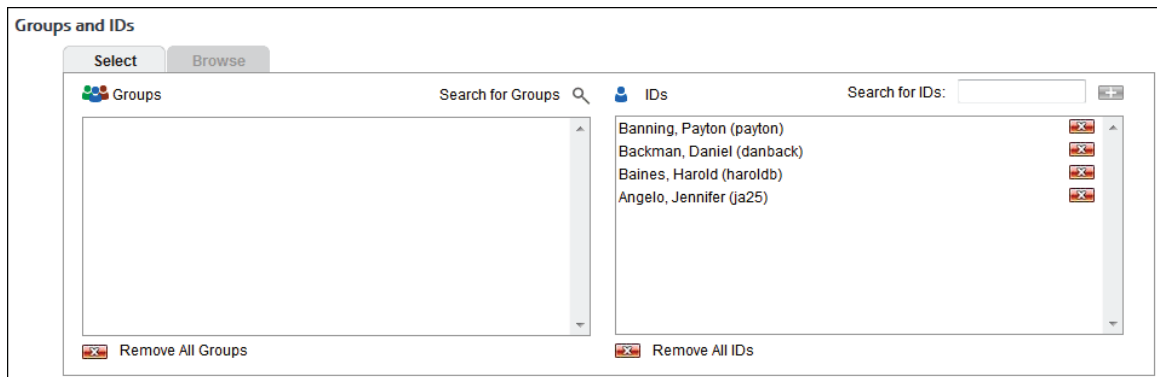 Groups and IDs
Select Browse
Groups Search for Groups IDs Search for IDs:
Banning, Payton (payton)
Backman, Daniel (danback)
Baines, Harold (haroldb)
Angelo, Jennifer (ja25)
Remove All Groups Remove All IDs